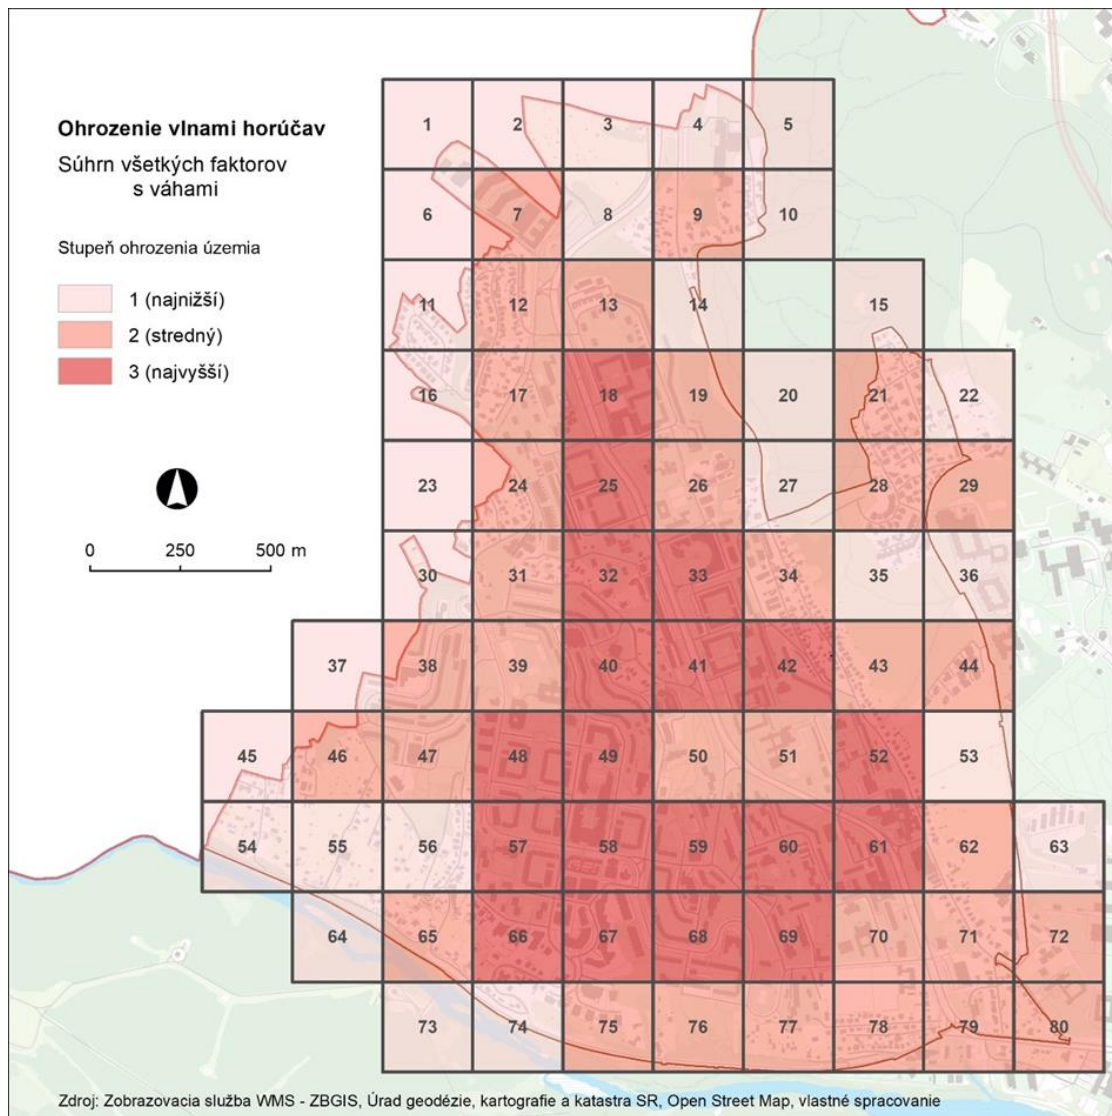 Ohrozenie vlnami horúčav
Súhrn všetkých faktorov
s váhami
Stupeň ohrozenia územia
1 (najnižší)
2 (stredný)
3 (najvyšší)
0 250 500 m
1 2 3 4 5
6 7 8 9 10
11 12 13 14 15
16 17 18 19 20 21 22
23 24 25 26 27 28 29
30 31 32 33 34 35 36
37 38 39 40 41 42 43 44
45 46 47 48 49 50 51 52 53
54 55 56 57 58 59 60 61 62 63
64 65 66 67 68 69 70 71 72
73 74 75 76 77 78 79 80
Zdroj: Zobrazovacia služba WMS - ZBGIS, Úrad geodézie, kartografie a katastra SR, Open Street Map, vlastné spracovanie